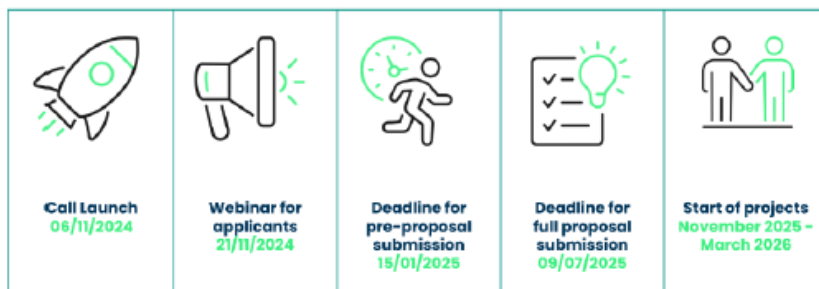 Call Launch
06/11/2024
Webinar for
applicants
21/11/2024
Deadline for
pre-proposal
submission
15/01/2025
Deadline for
full proposal
submission
09/07/2025
Start of projects
November 2025 -
March 2026